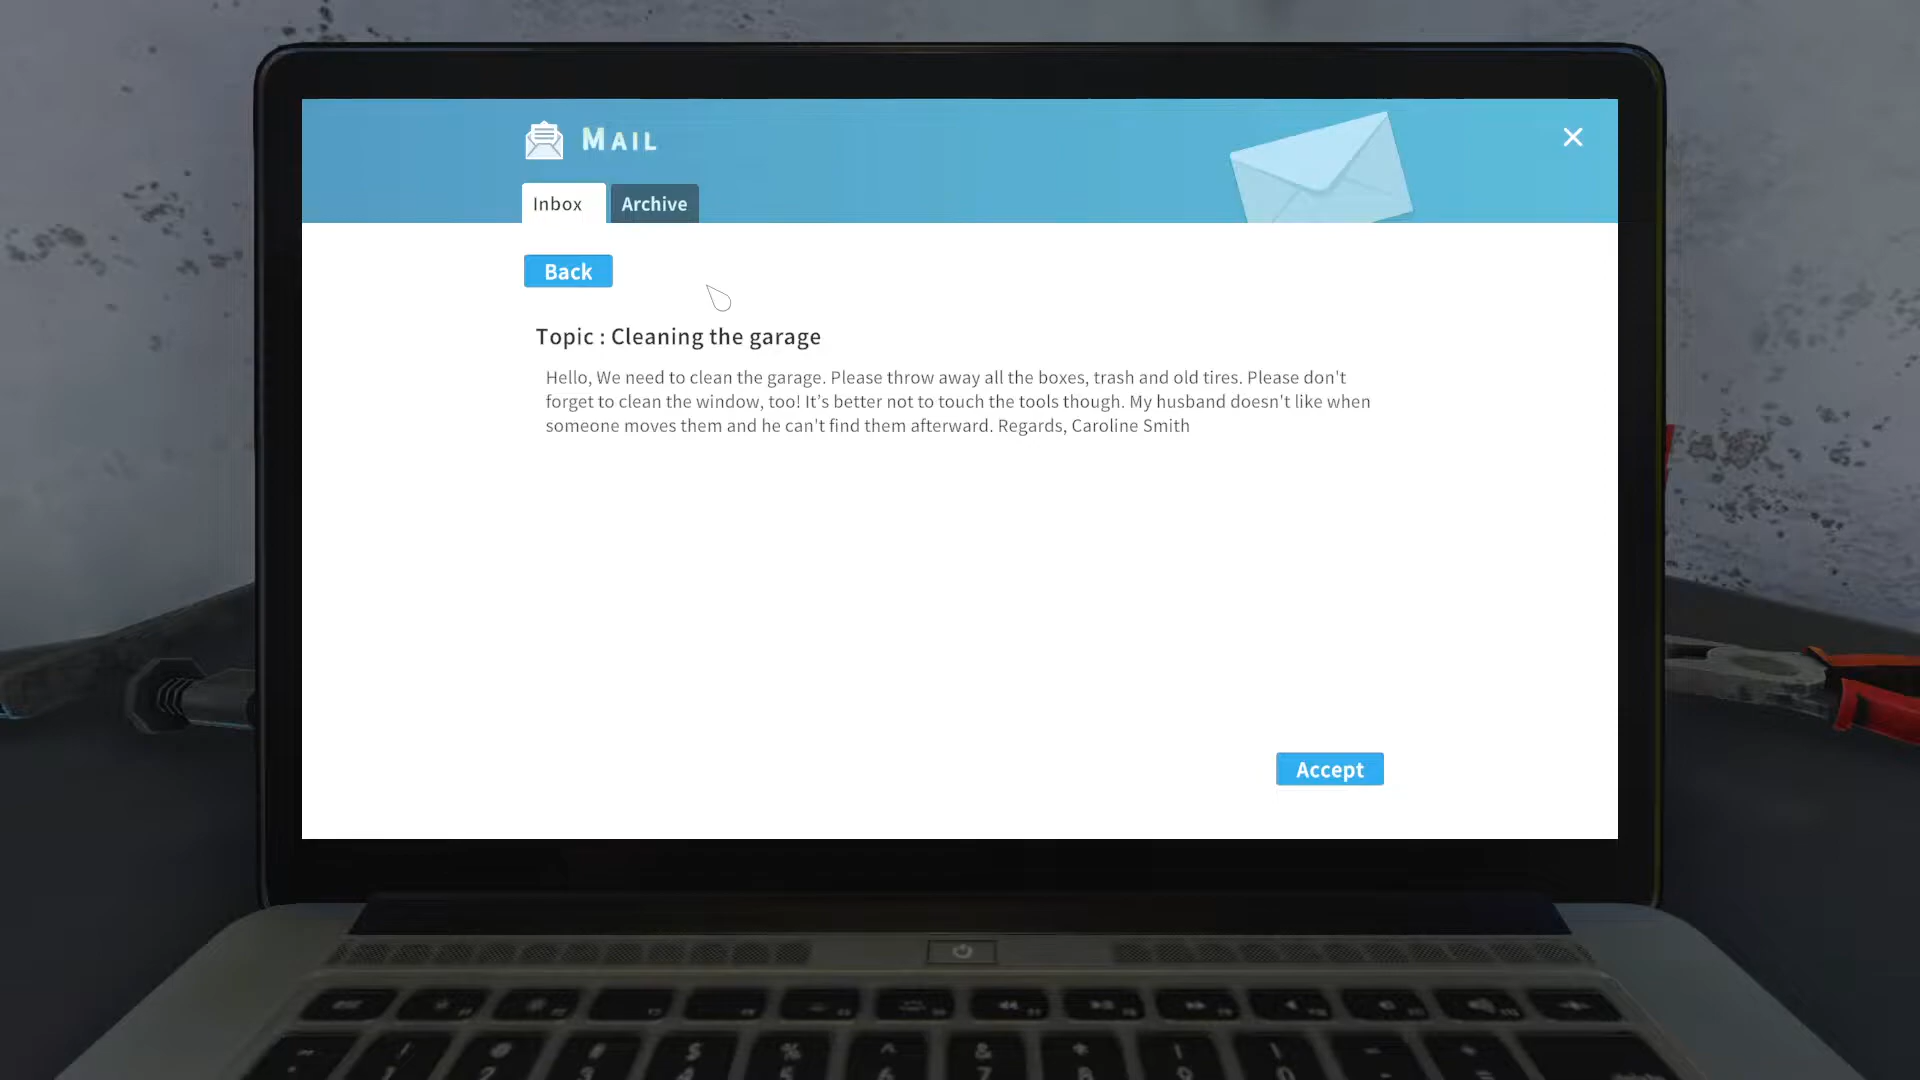 MAIL
Inbox
Archive
Back
Topic : Cleaning the garage
Hello, We need to clean the garage. Please throw away all the boxes, trash and old tires. Please don't
forget to clean the window, too! It’s better not to touch the tools though. My husband doesn't like when
someone moves them and he can't find them afterward. Regards, Caroline Smith
Accept